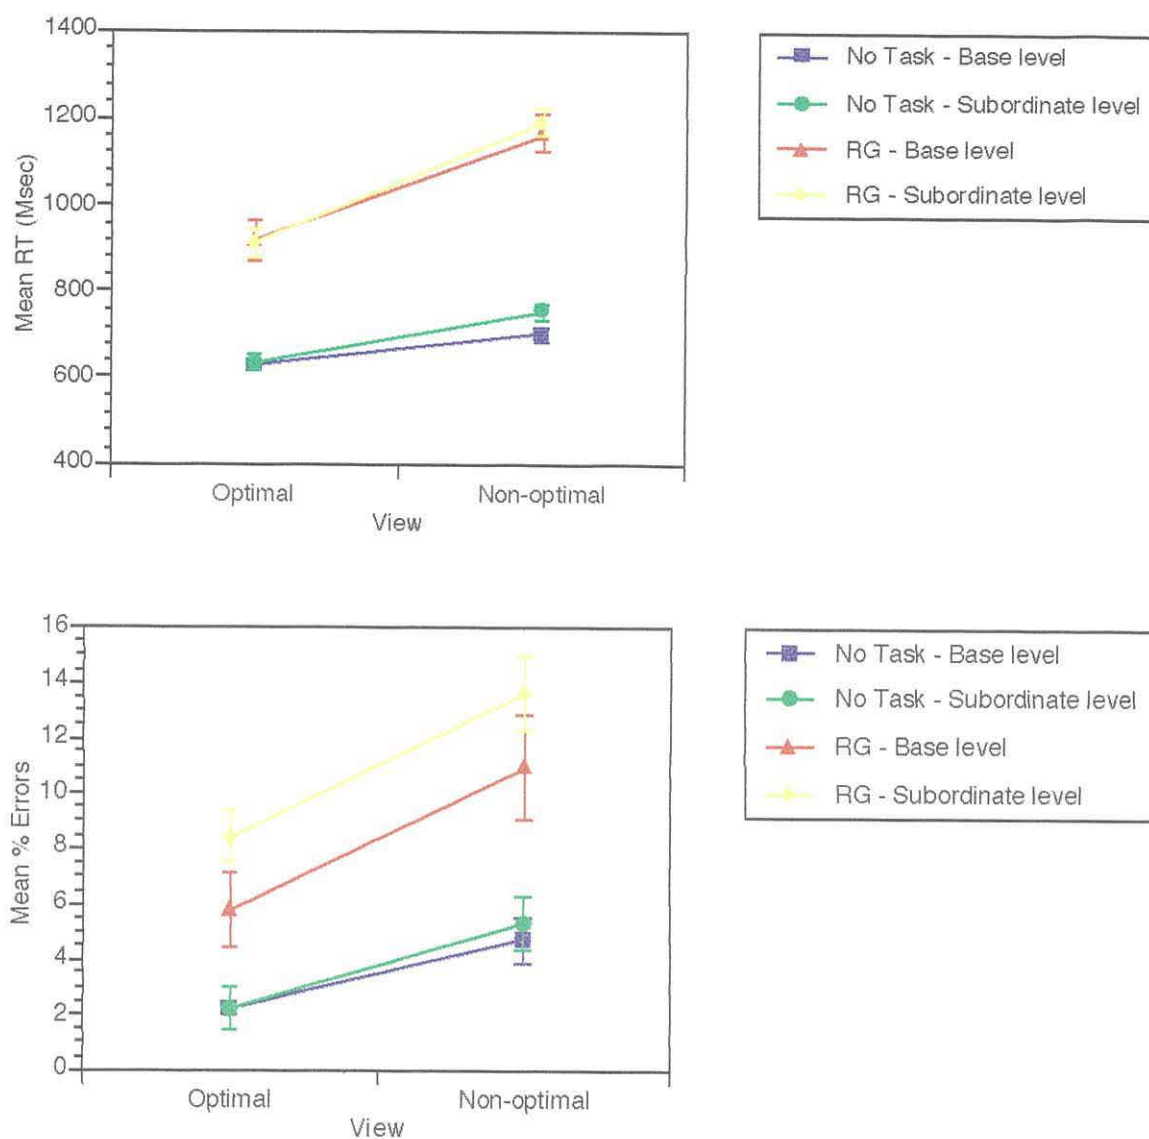 1400
1200
1000
800
600
400
Mean RT (Msec)
Optimal
Non-optimal
View
No Task - Base level
No Task - Subordinate level
RG - Base level
RG - Subordinate level
16
14
12
10
8
6
4
2
0
Mean % Errors
Optimal
Non-optimal
View
No Task - Base level
No Task - Subordinate level
RG - Base level
RG - Subordinate level